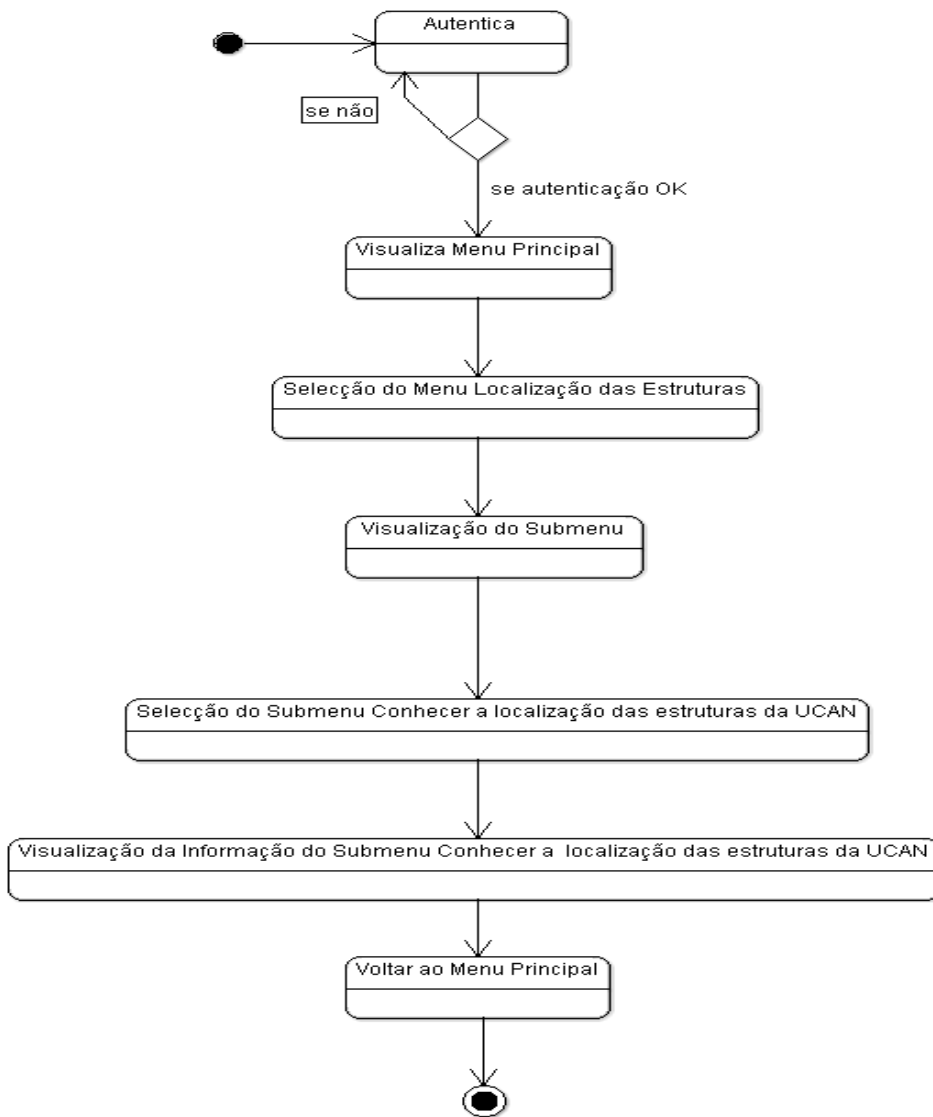 Autentica
se não
se autenticação OK
Visualiza Menu Principal
Selecção do Menu Localização das Estruturas
Visualização do Submenu
Selecção do Submenu Conhecer a localização das estruturas da UCAN
Visualização da Informação do Submenu Conhecer a localização das estruturas da UCAN
Voltar ao Menu Principal